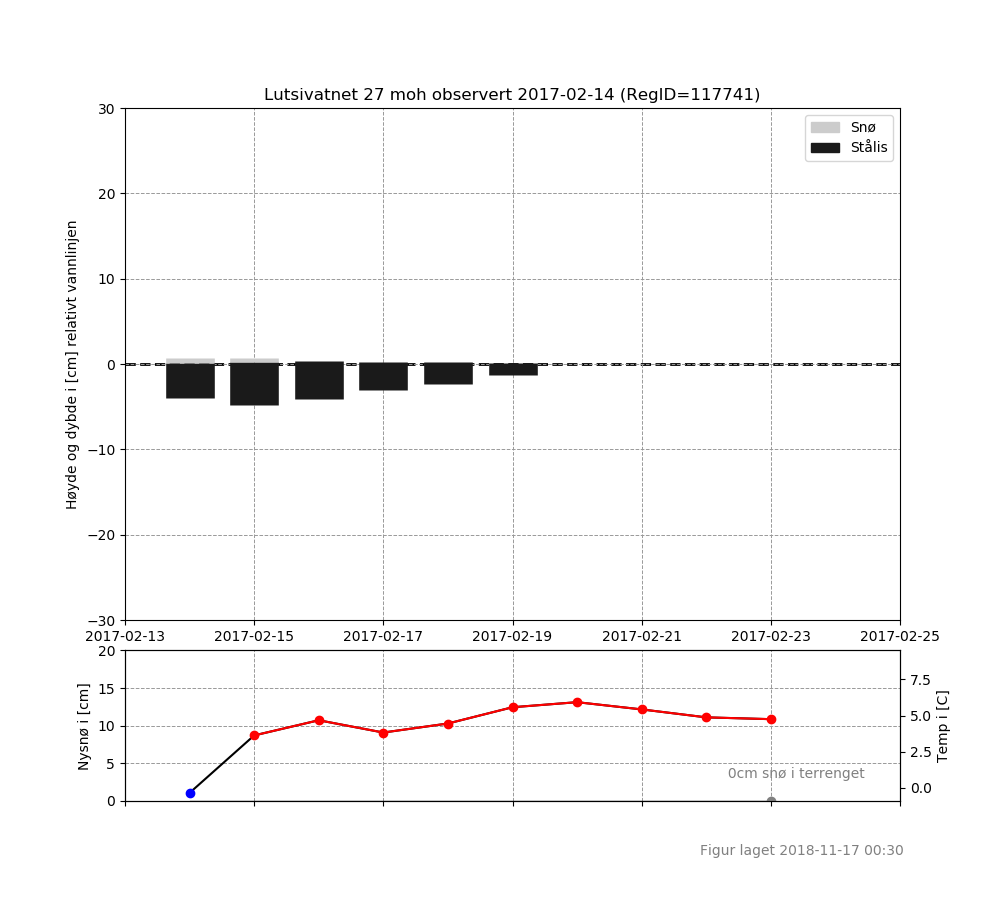 Lutsivatnet 27 moh observert 2017-02-14 (RegID=117741)
Snø
Stålis
Høyde og dybde i [cm] relativt vannlinjen
30
20
10
0
−10
−20
−30
2017-02-13 2017-02-15 2017-02-17 2017-02-19 2017-02-21 2017-02-23 2017-02-25
Nysnø i [cm]
20
15
10
5
0
7.5
5.0
2.5
0.0
Temp i [C]
0cm snø i terrenget
Figur laget 2018-11-17 00:30